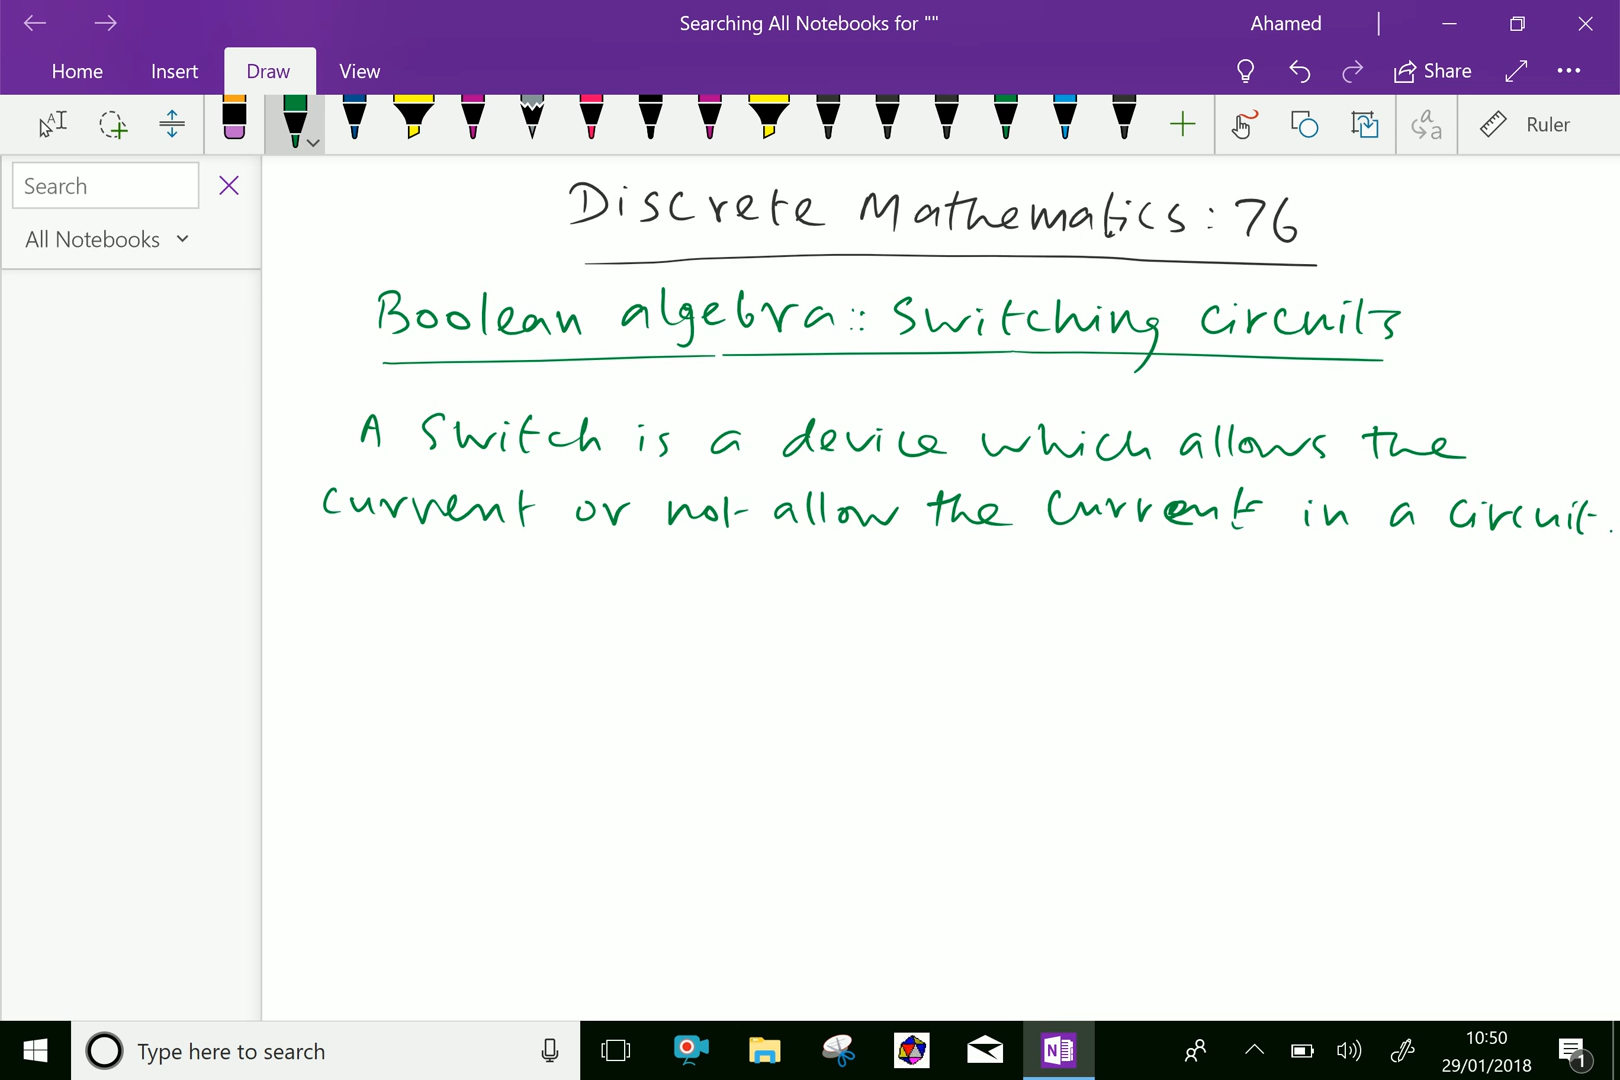 Searching All Notebooks for ""
Ahamed
Home Insert Draw View
Share
Ruler
Search
All Notebooks
Discrete Mathematics: 76
Boolean algebra:: Switching circuits
A Switch is a device which allows the
current or not allow the current in a circuit.
Type here to search
10:50
29/01/2018
1